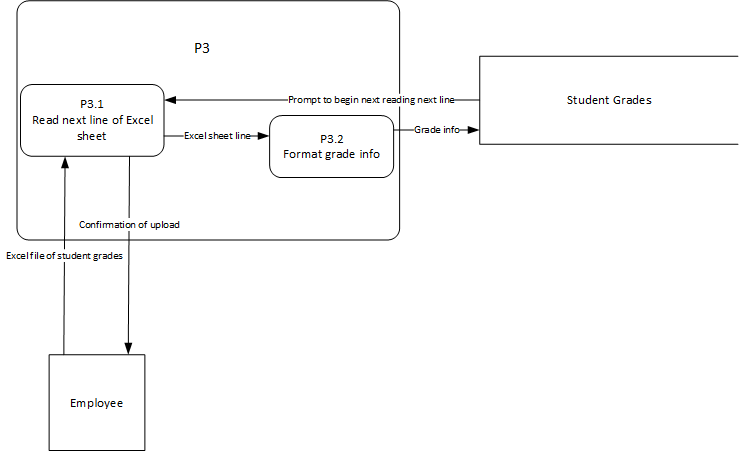 P3
P3.1
Read next line of Excel
sheet
Prompt to begin next reading next line
Student Grades
Excel sheet line
P3.2
Format grade info
Grade info
Confirmation of upload
Excel file of student grades
Employee